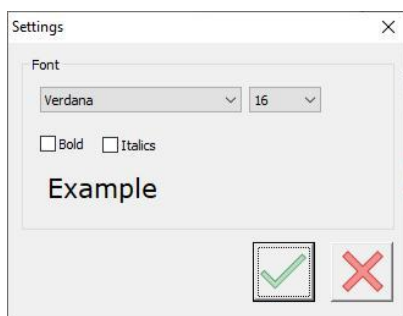 Settings
Font
Verdana 16
Bold Italics
Example